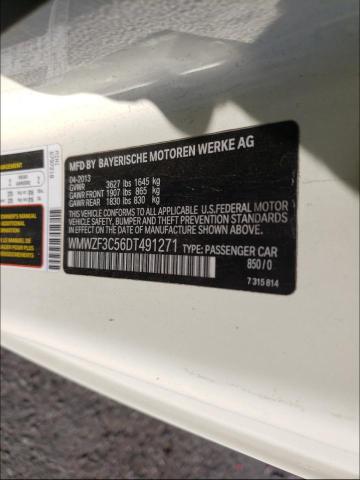 MFD BY BAYERISCHE MOTOREN WERKE AG
04-2013
GVWR 3627 lbs 1645 kg
GAWR FRONT 1907 lbs 865 kg
GAWR REAR 1830 lbs 830 kg
THIS VEHICLE CONFORMS TO ALL APPLICABLE U.S. FEDERAL MOTOR
VEHICLE SAFETY, BUMPER, AND THEFT PREVENTION STANDARDS
IN EFFECT ON THE DATE OF MANUFACTURE SHOWN ABOVE.
WMWZF3C56DT491271 TYPE: PASSENGER CAR
850/0
7 315 814
OWNER'S MANUAL